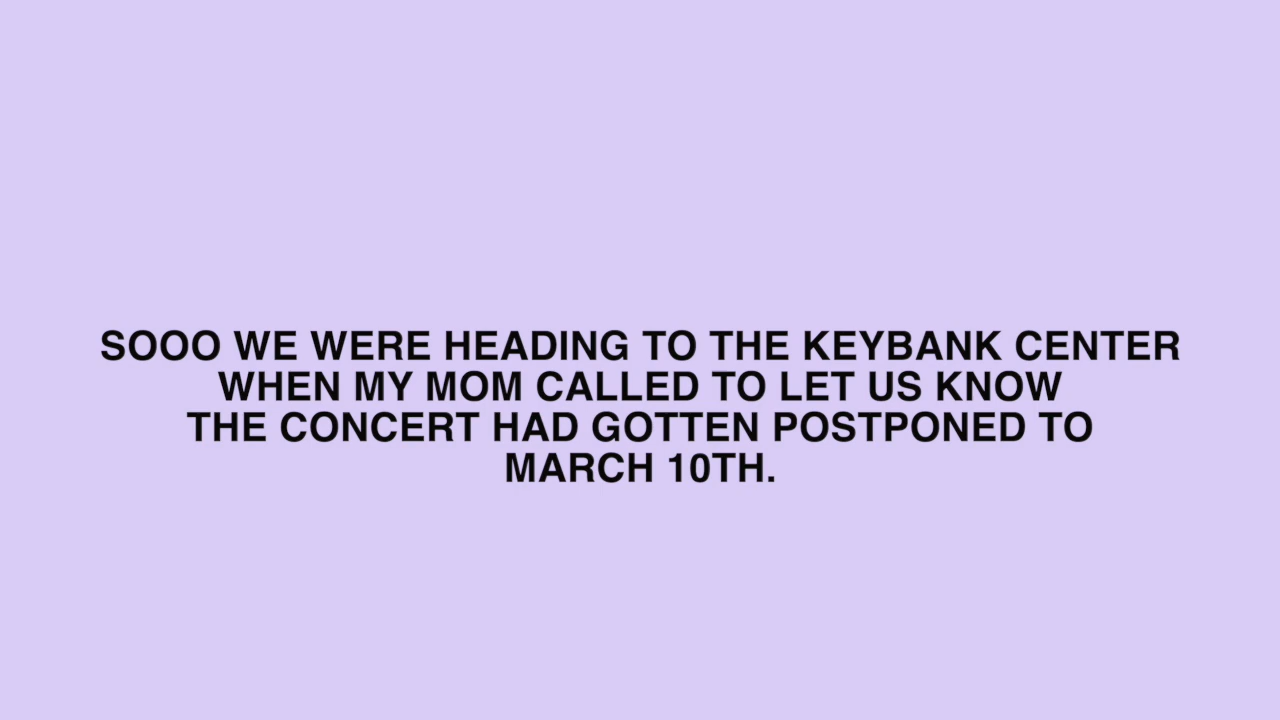 SOOO WE WERE HEADING TO THE KEYBANK CENTER
WHEN MY MOM CALLED TO LET US KNOW
THE CONCERT HAD GOTTEN POSTPONED TO
MARCH 10TH.